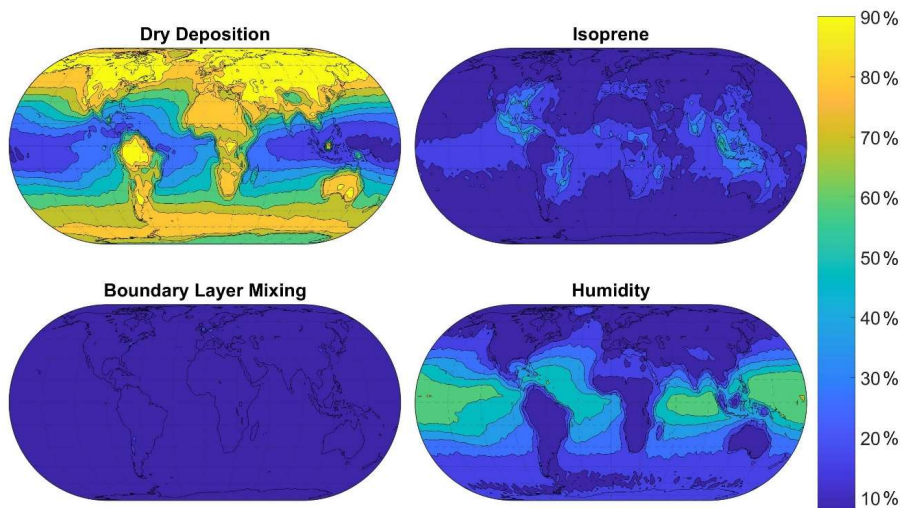 Dry Deposition
Isoprene
Boundary Layer Mixing
Humidity
90%
80%
70%
60%
50%
40%
30%
20%
10%